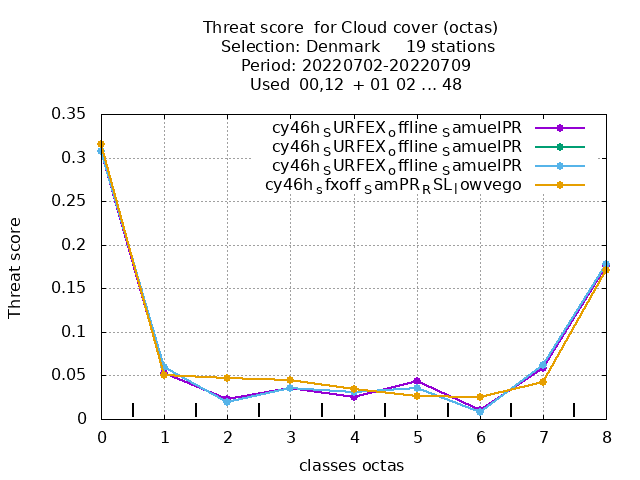 Threat score  for Cloud cover (octas)
Selection: Denmark     19 stations
Period: 20220702-20220709
Used  00,12  + 01 02 ... 48
cy46h_SURFEX_offline_SamuelPR
cy46h_SURFEX_offline_SamuelPR
cy46h_SURFEX_offline_SamuelPR
cy46h_sfxoff_SamPR_RSL_lowvego
0.35
0.3
0.25
0.2
0.15
0.1
0.05
0
Threat score
0 1 2 3 4 5 6 7 8
classes octas